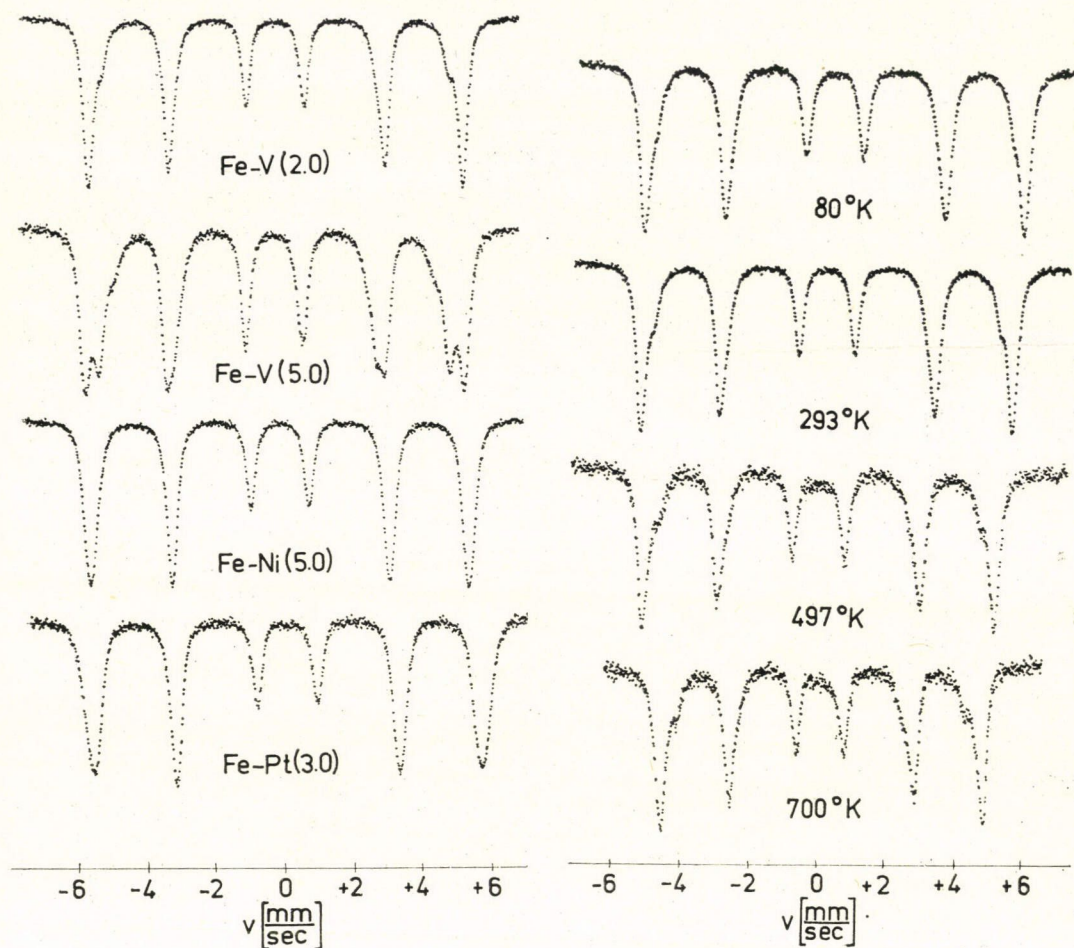 Fe-V(2.0)
Fe-V(5.0)
Fe-Ni(5.0)
Fe-Pt(3.0)
-6 -4 -2 0 +2 +4 +6
v[mm/sec]
80°K
293°K
497°K
700°K
-6 -4 -2 0 +2 +4 +6
v[mm/sec]